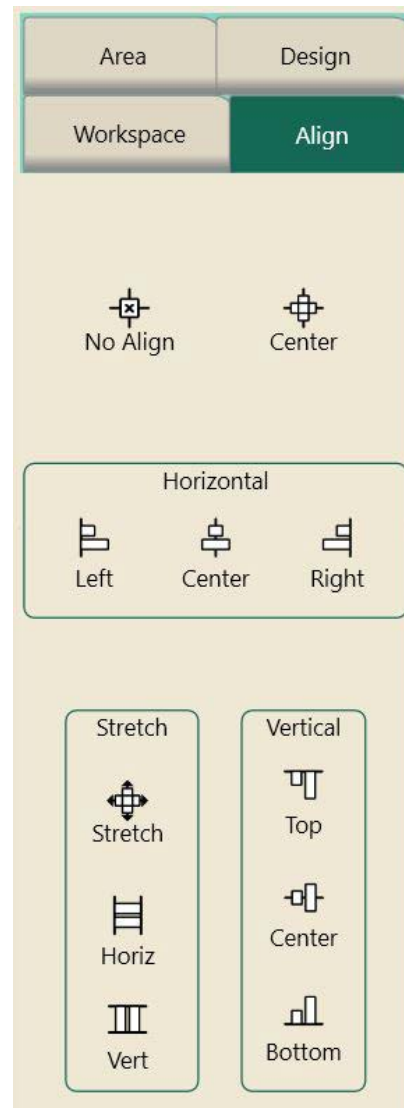 Area Design
Workspace Align
No Align Center
Horizontal
Left Center Right
Stretch
Stretch
Horiz
Vert
Vertical
Top
Center
Bottom